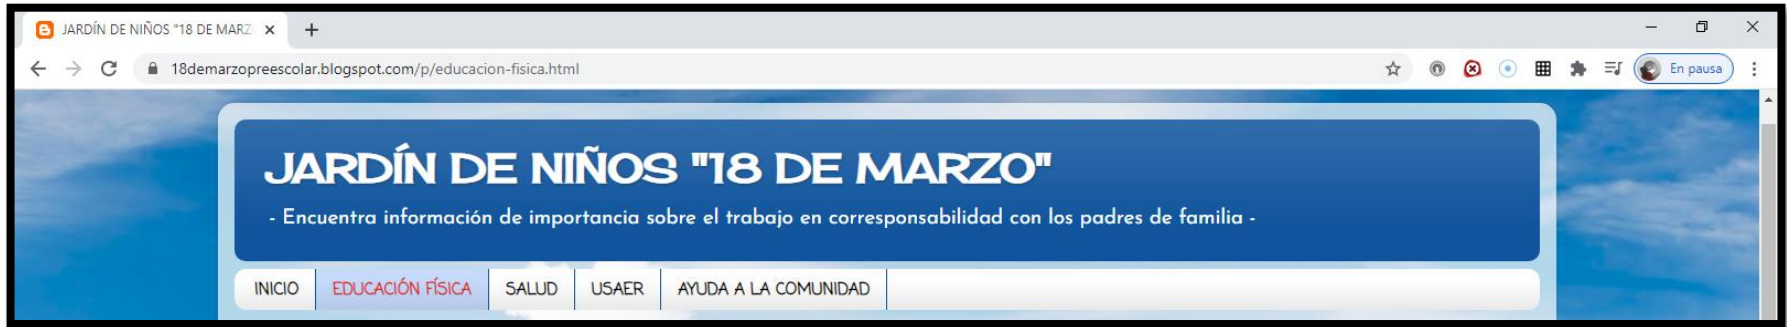 JARDÍN DE NIÑOS "18 DE MARZ
18demarzopreescolar.blogspot.com/p/educacion-fisica.html
En pausa
JARDÍN DE NIÑOS "18 DE MARZO"
- Encuentra información de importancia sobre el trabajo en corresponsabilidad con los padres de familia -
INICIO EDUCACIÓN FÍSICA SALUD USAER AYUDA A LA COMUNIDAD